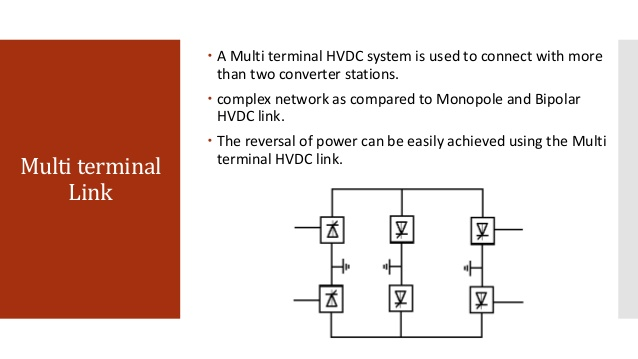 Multi terminal
Link
• A Multi terminal HVDC system is used to connect with more
than two converter stations.
• complex network as compared to Monopole and Bipolar
HVDC link.
• The reversal of power can be easily achieved using the Multi
terminal HVDC link.